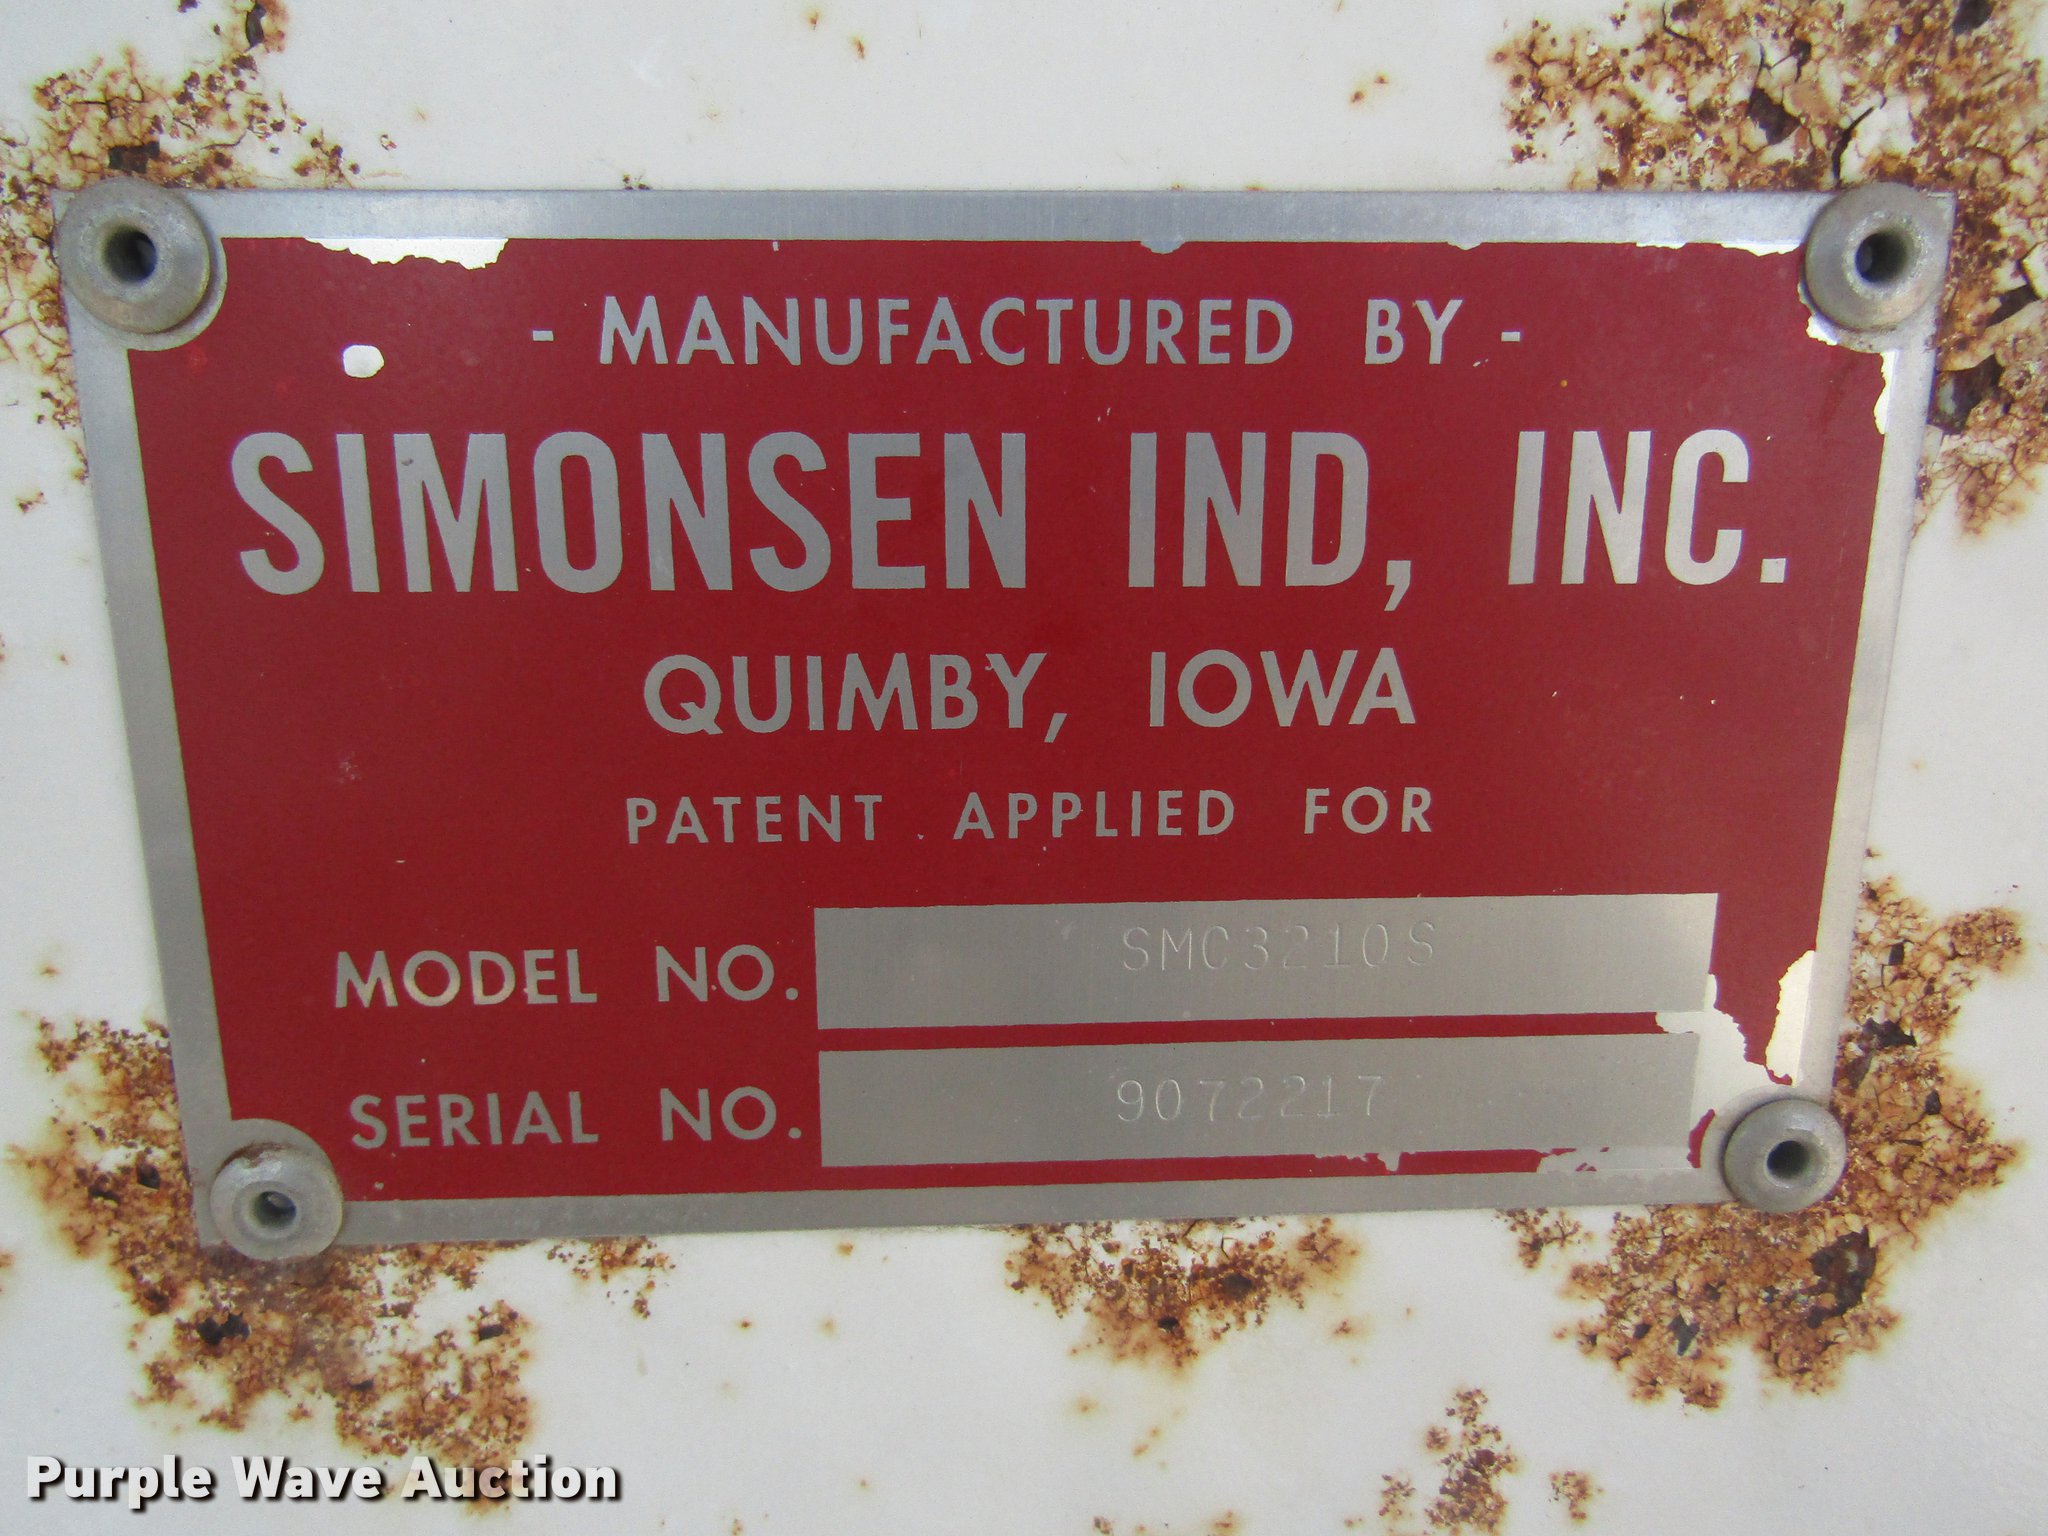 - MANUFACTURED BY -
SIMONSEN IND, INC.
QUIMBY, IOWA
PATENT APPLIED FOR
MODEL NO. SMC3210S
SERIAL NO. 9072217
Purple Wave Auction